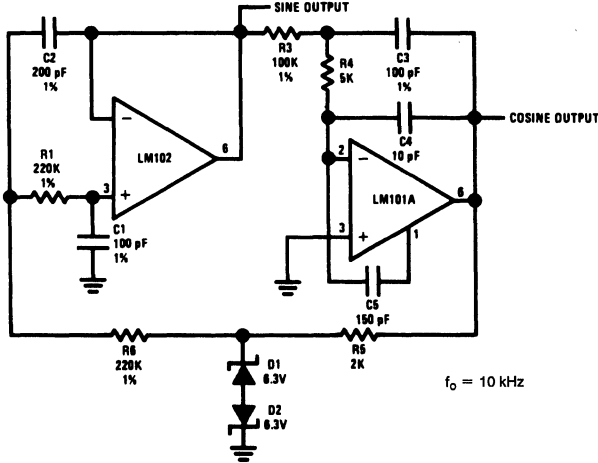 SINE OUTPUT
C2
200 pF
1%
R3
100K
1%
R4
5K
C3
100 pF
1%
−
LM102
6
+
3
R1
220K
1%
C1
100 pF
1%
C4
10 pF
COSINE OUTPUT
2
−
LM101A
6
3
+
1
C5
150 pF
R6
220K
1%
R5
2K
D1
6.3V
D2
6.3V
fo = 10 kHz